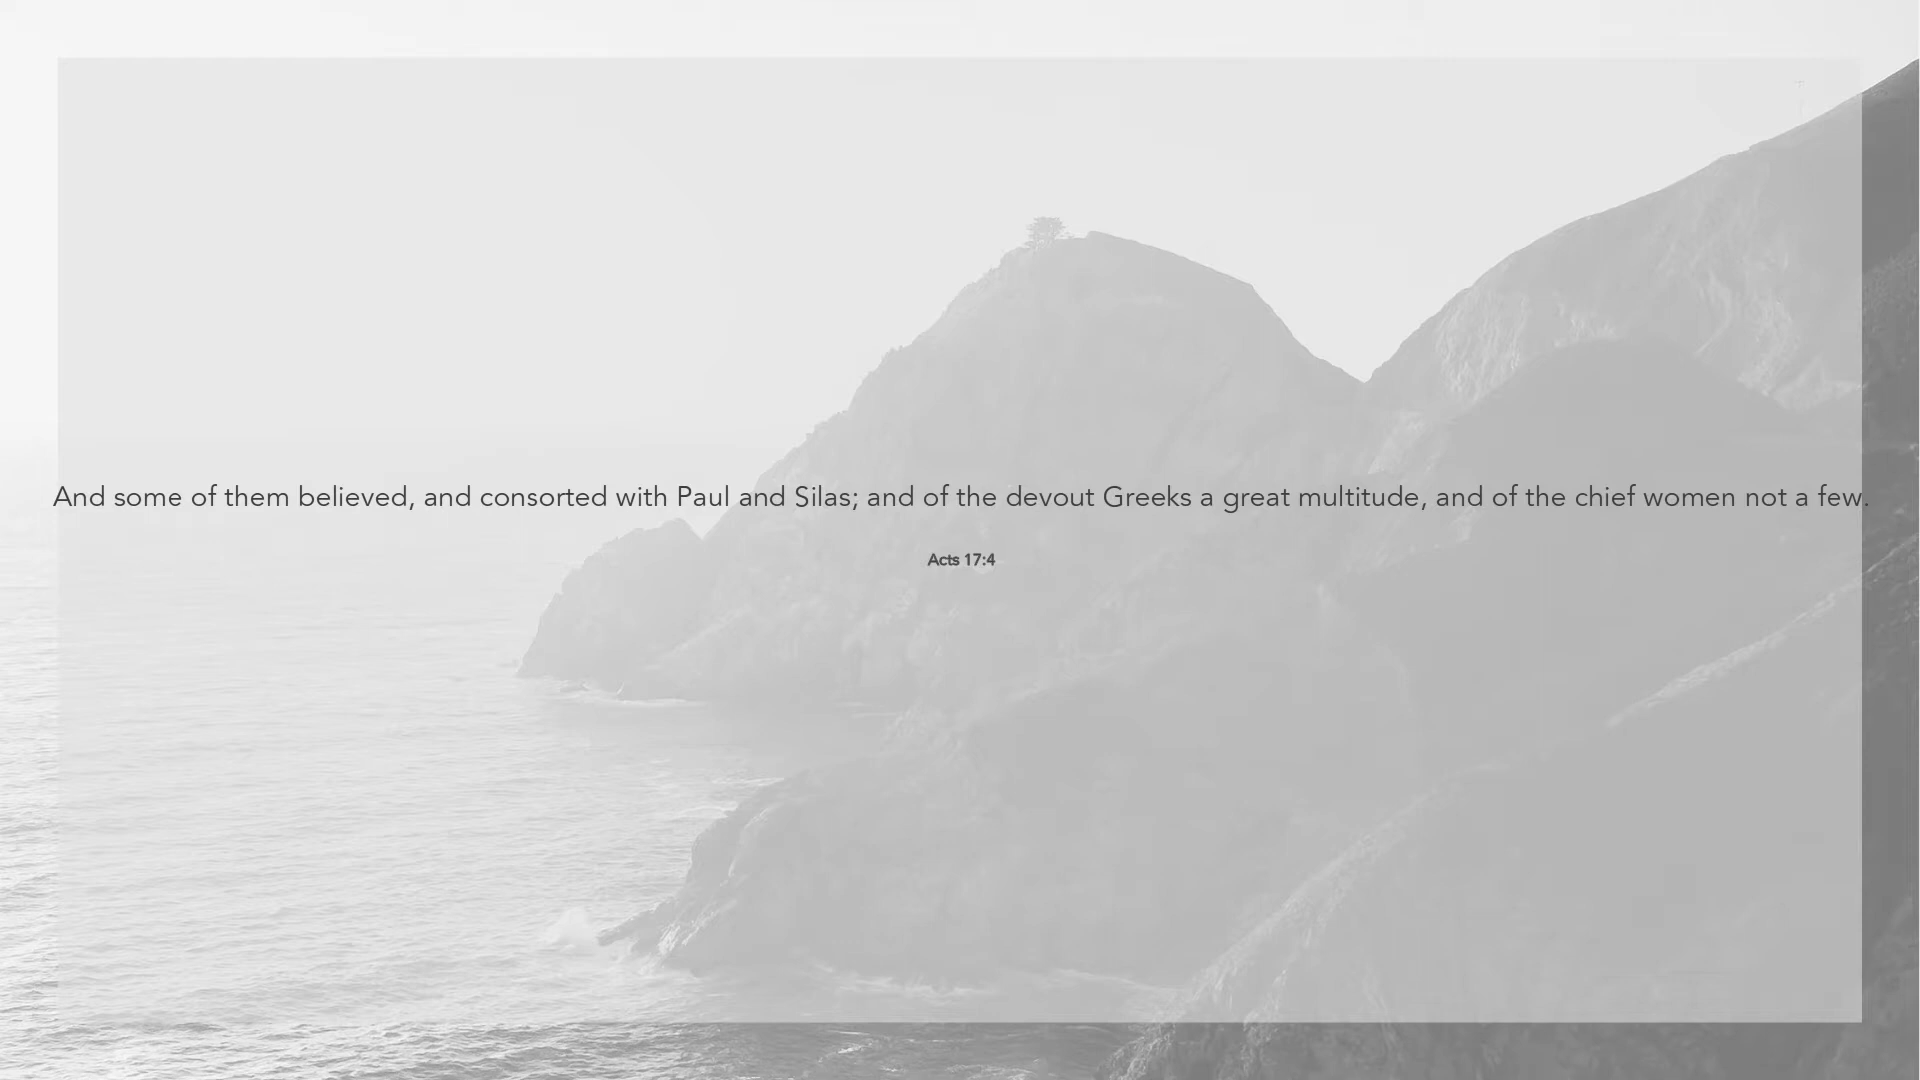 And some of them believed, and consorted with Paul and Silas; and of the devout Greeks a great multitude, and of the chief women not a few.
Acts 17:4